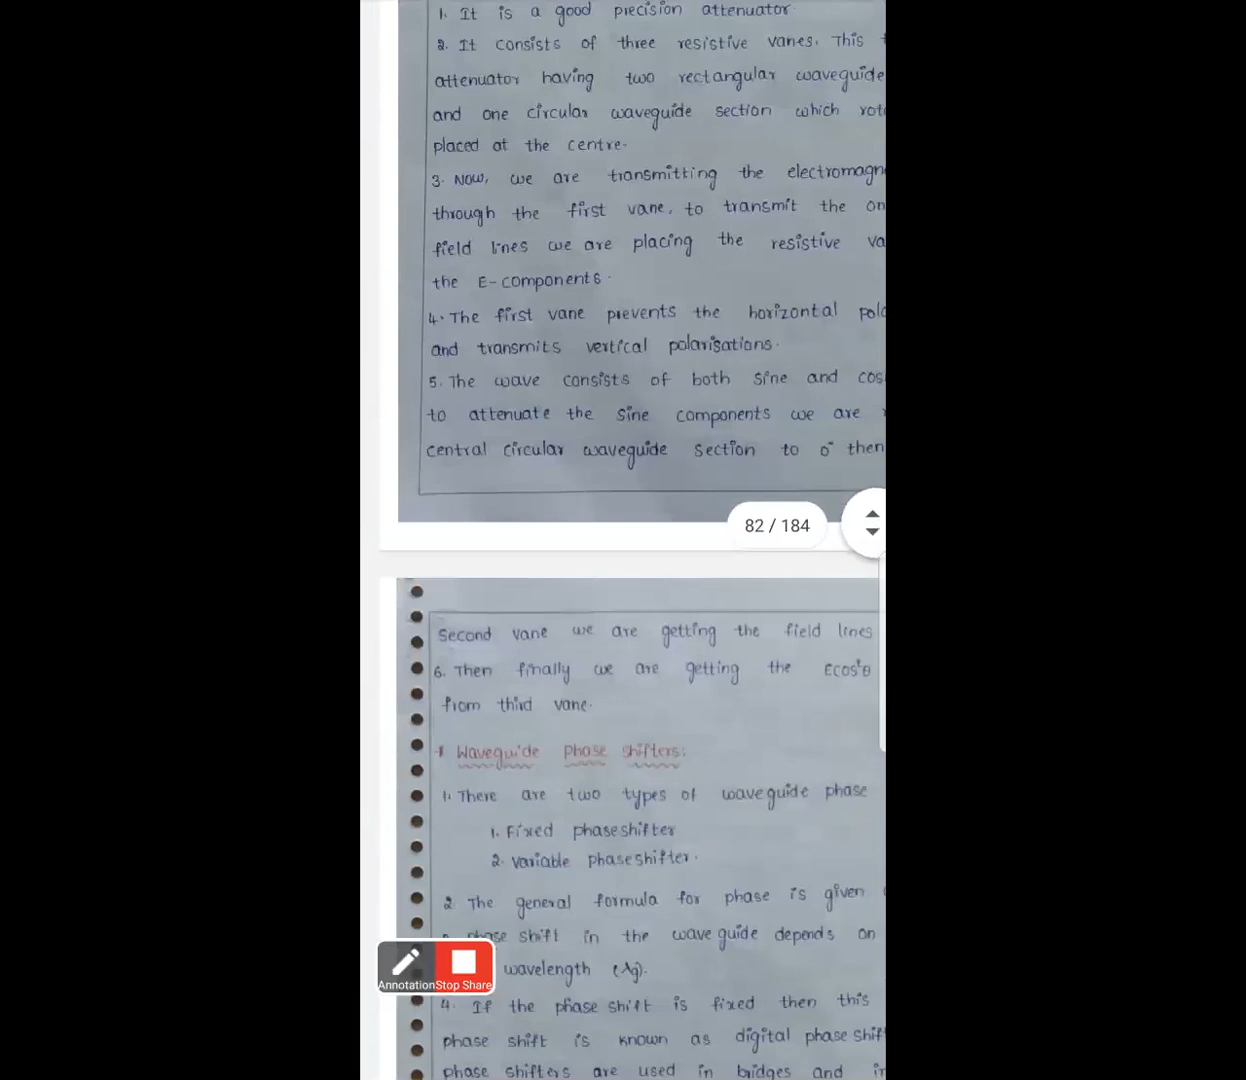 1. It is a good precision attenuator.
2. It consists of three resistive vanes. This
attenuator having two rectangular waveguide
and one circular waveguide section which rot
placed at the centre.
3. Now, we are transmitting the electromagn
through the first vane, to transmit the on
field lines we are placing the resistive va
the E-components.
4. The first vane prevents the horizontal pola
and transmits vertical polarisations.
5. The wave consists of both sine and cos
to attenuate the sine components we are
central circular waveguide section to 0° then
82 / 184
Second vane we are getting the field lines
6. Then finally we are getting the Ecos²θ
from third vane.
* Waveguide Phase shifters:
1. There are two types of waveguide phase
1. Fixed phaseshifter
2. Variable phaseshifter.
2. The general formula for phase is given
phase shift in the wave guide depends on
wavelength (λg).
Annotation Stop Share
4. If the phase shift is fixed then this
phase shift is known as digital phase shif
phase shifters are used in bridges and in